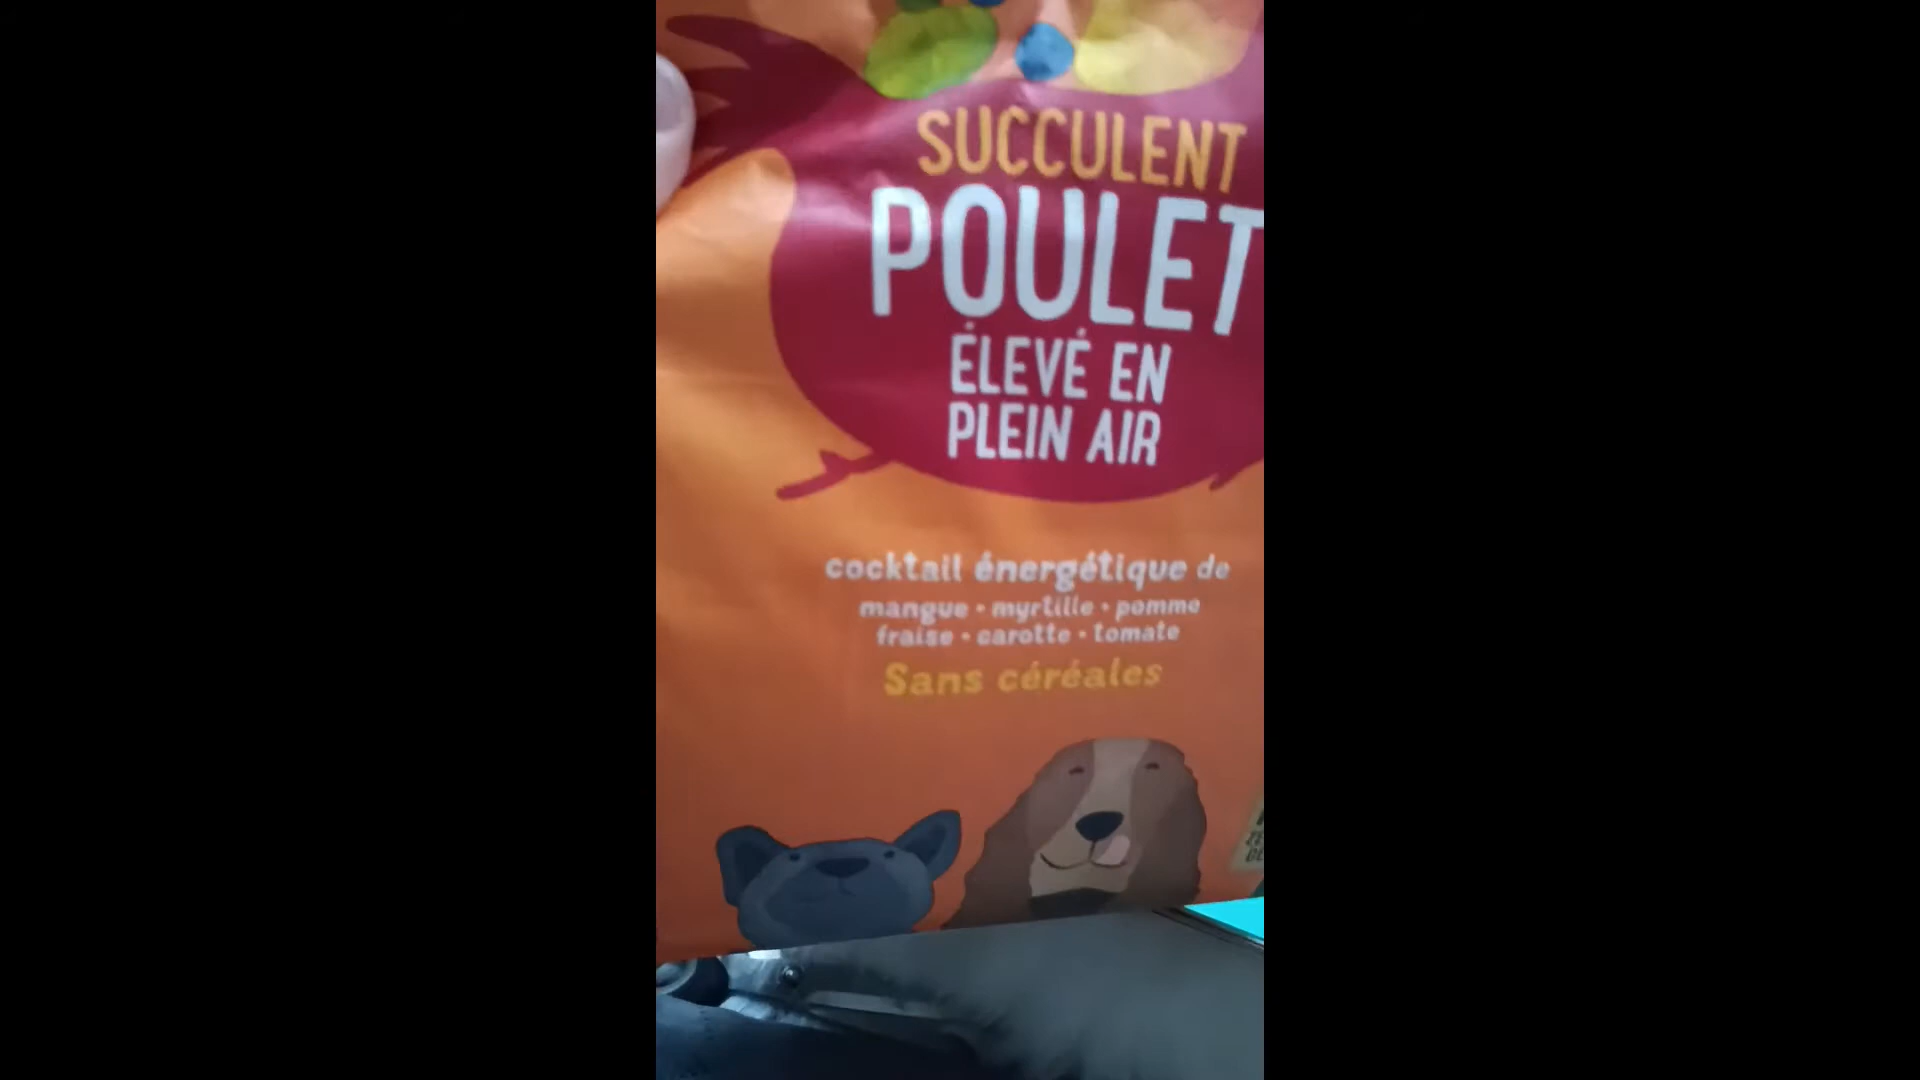 SUCCULENT
POULET
ÉLEVÉ EN
PLEIN AIR
cocktail énergétique de
mangue • myrtille • pomme
fraise • carotte • tomate
Sans céréales